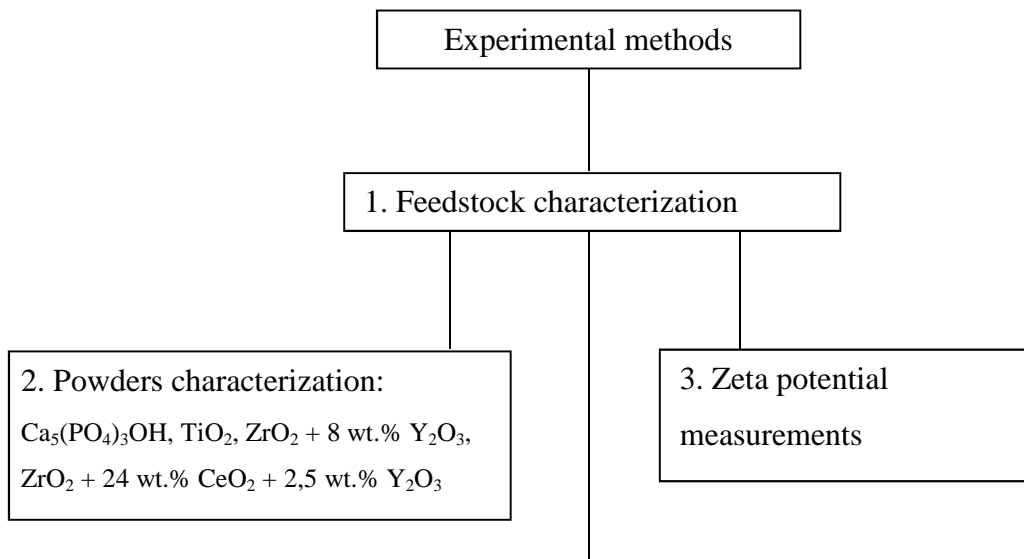 Experimental methods
1. Feedstock characterization
2. Powders characterization:
Ca₅(PO₄)₃OH, TiO₂, ZrO₂ + 8 wt.% Y₂O₃,
ZrO₂ + 24 wt.% CeO₂ + 2,5 wt.% Y₂O₃
3. Zeta potential
measurements